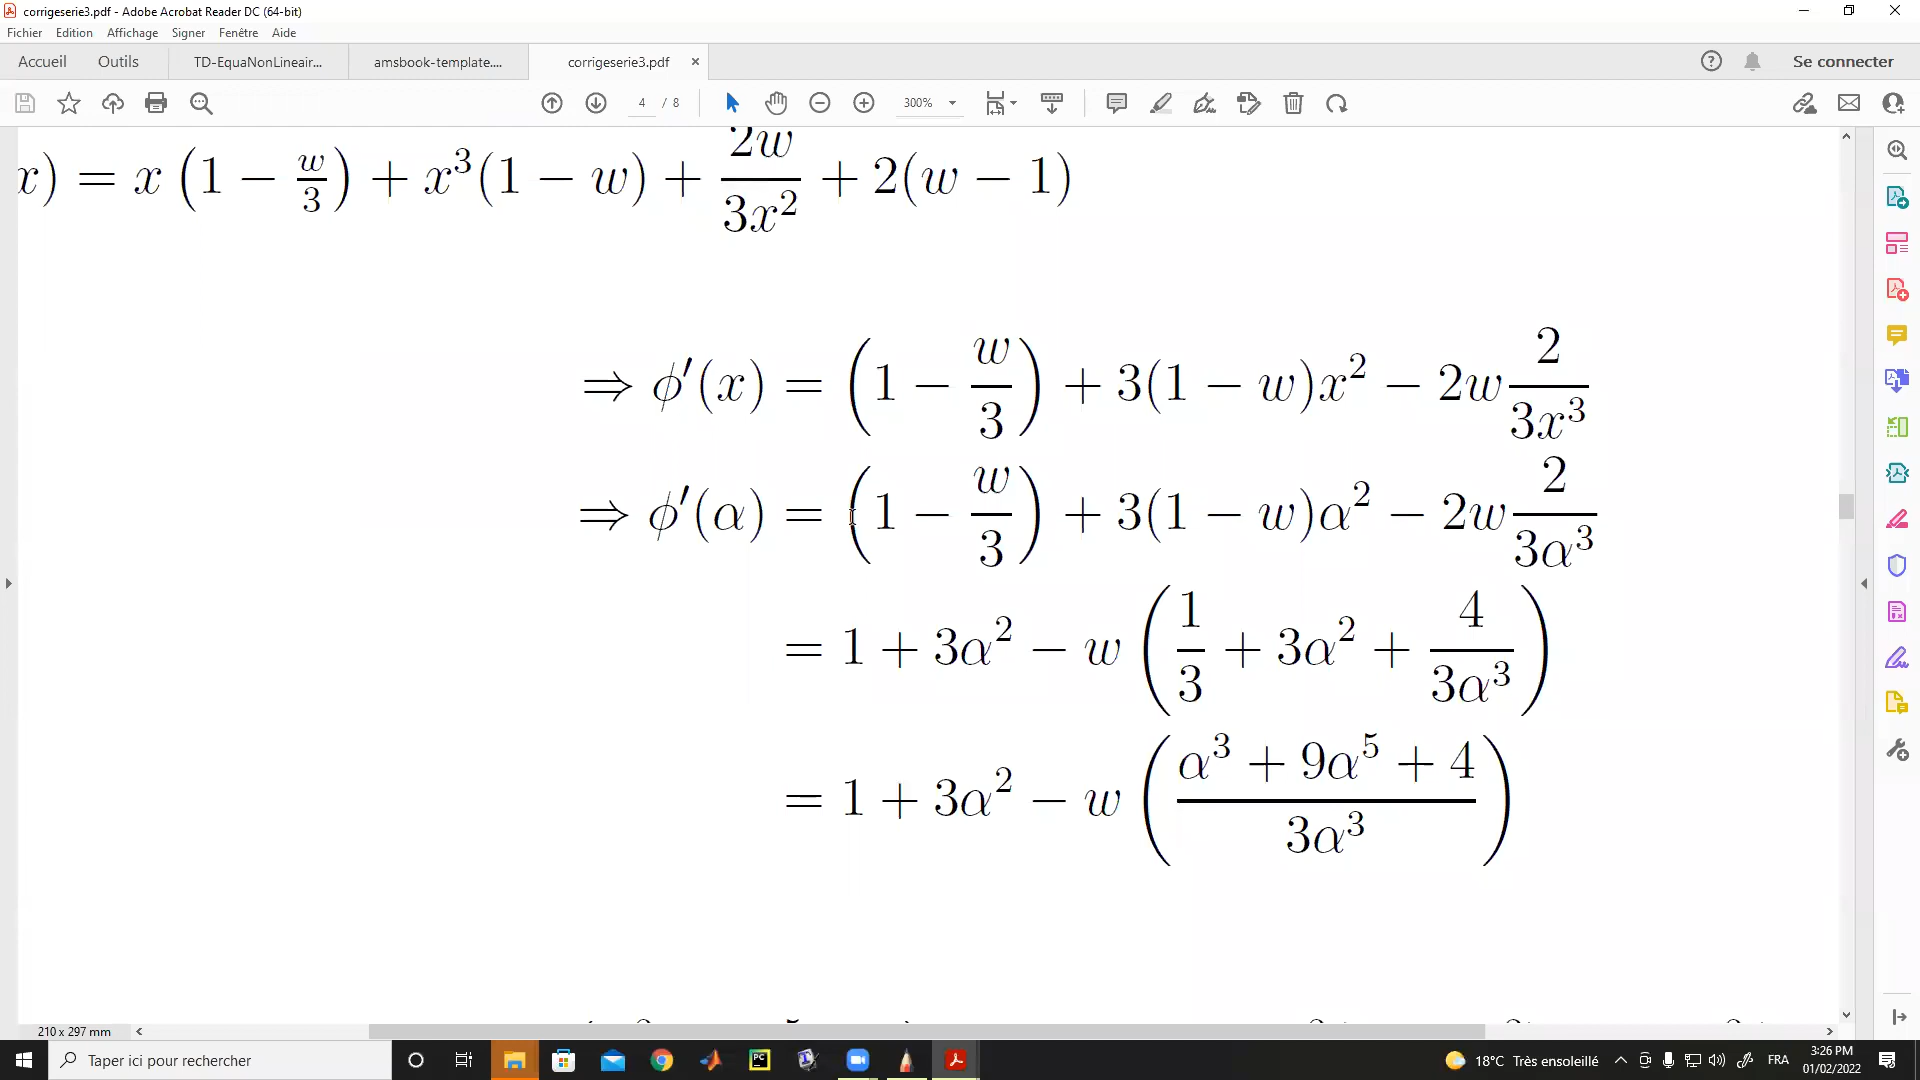 corrigeserie3.pdf - Adobe Acrobat Reader DC (64-bit)
Fichier Edition Affichage Signer Fenêtre Aide
Accueil Outils TD-EquaNonLineair... amsbook-template.... corrigeserie3.pdf × Se connecter
4 / 8 300%
x) = x (1 − w/3) + x³(1 − w) + 2w/3x² + 2(w − 1)
⇒ ϕ′(x) = (1 − w/3) + 3(1 − w)x² − 2w 2/3x³
⇒ ϕ′(α) = (1 − w/3) + 3(1 − w)α² − 2w 2/3α³
= 1 + 3α² − w (1/3 + 3α² + 4/3α³)
= 1 + 3α² − w ((α³ + 9α⁵ + 4)/3α³)
210 x 297 mm
Taper ici pour rechercher
18°C Très ensoleillé FRA 3:26 PM
01/02/2022